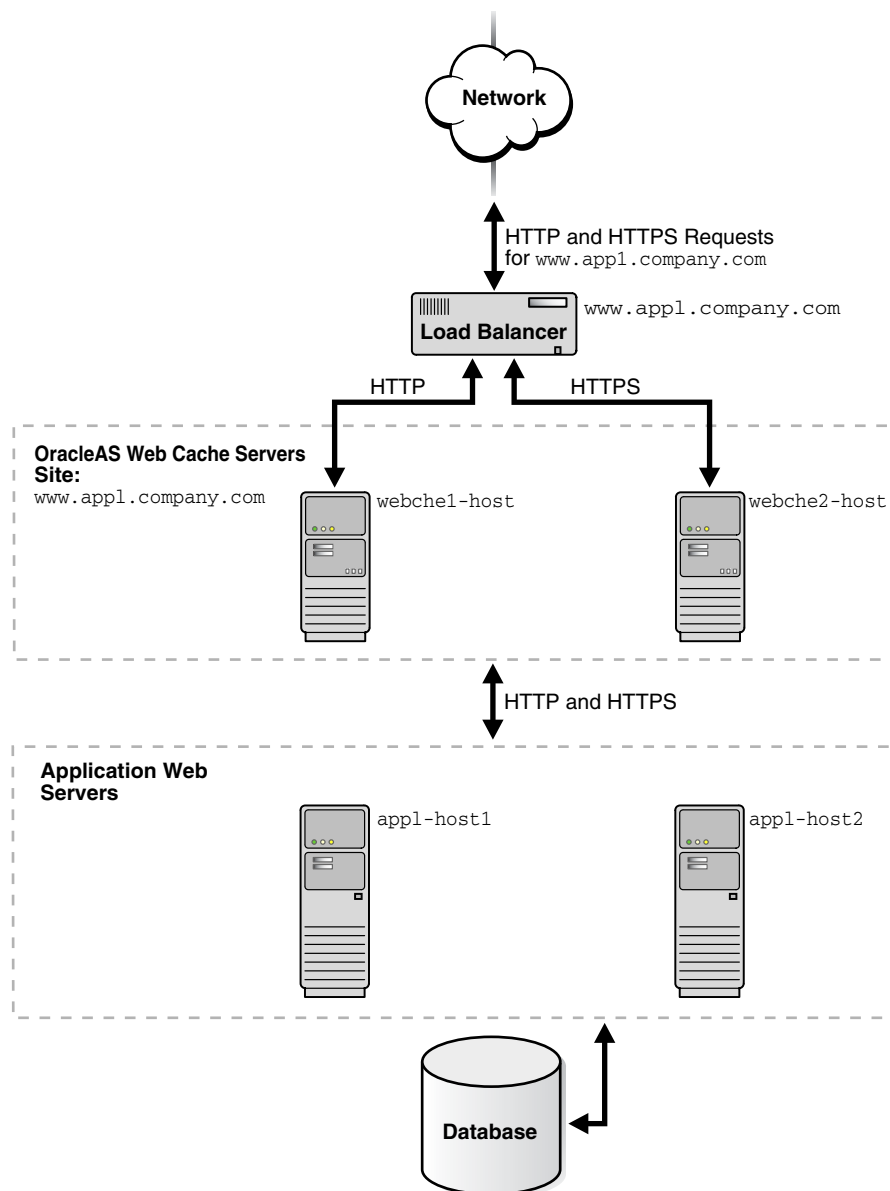 Network
HTTP and HTTPS Requests
for www.app1.company.com
www.app1.company.com
Load Balancer
HTTP
HTTPS
OracleAS Web Cache Servers
Site:
www.app1.company.com
webche1-host
webche2-host
HTTP and HTTPS
Application Web
Servers
app1-host1
app1-host2
Database